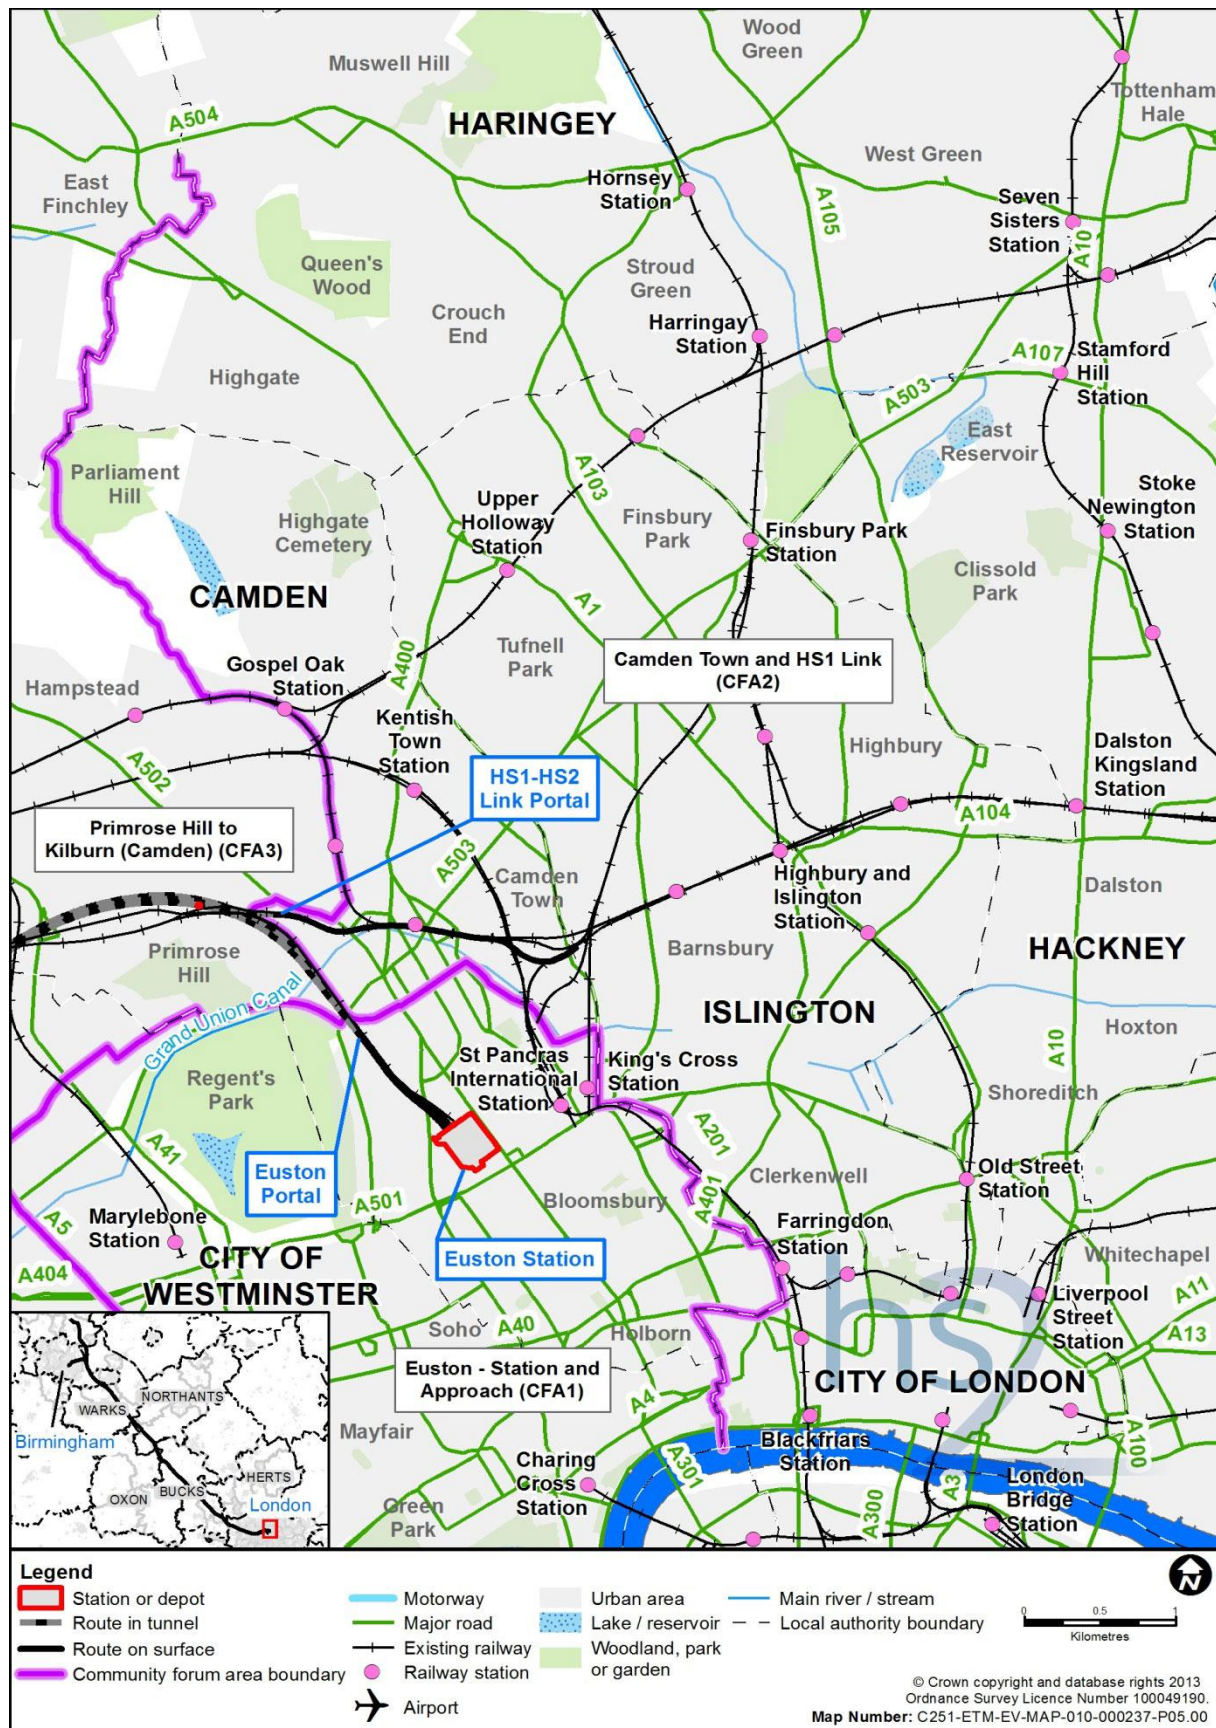 Wood
Green
Muswell Hill
Tottenham
Hale
A504
HARINGEY
West Green
East
Finchley
Hornsey
Station
A105
Seven
Sisters
Station
A10
Queen's
Wood
Stroud
Green
Crouch
End
Harringay
Station
A107
Stamford
Hill
Station
Highgate
A503
East
Reservoir
Parliament
Hill
A103
Stoke
Newington
Station
Upper
Holloway
Station
Highgate
Cemetery
Finsbury
Park
Finsbury Park
Station
Clissold
Park
CAMDEN
A1
Tufnell
Park
A400
Camden Town and HS1 Link
(CFA2)
Gospel Oak
Station
Hampstead
Kentish
Town
Station
Highbury
Dalston
Kingsland
Station
A502
HS1-HS2
Link Portal
A104
Primrose Hill to
Kilburn (Camden) (CFA3)
A503
Camden
Town
Highbury and
Islington
Station
Dalston
Primrose
Hill
Barnsbury
HACKNEY
Grand Union Canal
ISLINGTON
Hoxton
A10
St Pancras
International
Station
King's Cross
Station
Regent's
Park
Shoreditch
A41
A201
Euston
Portal
Clerkenwell
Old Street
Station
A501
Bloomsbury
A401
A5
Marylebone
Station
Farringdon
Station
Euston Station
Whitechapel
CITY OF
WESTMINSTER
A404
hs2
Liverpool
Street
Station
A11
A13
Soho
A40
Holborn
Euston - Station and
Approach (CFA1)
CITY OF LONDON
A4
Mayfair
A100
Blackfriars
Station
Charing
Cross
Station
A301
A3
London
Bridge
Station
Green
Park
A300
NORTHANTS
WARKS
Birmingham
HERTS
BUCKS
OXON
London
Legend
Station or depot
Route in tunnel
Route on surface
Community forum area boundary
Motorway
Major road
Existing railway
Railway station
Airport
Urban area
Lake / reservoir
Woodland, park
or garden
Main river / stream
Local authority boundary
N
0 0.5 1
Kilometres
© Crown copyright and database rights 2013
Ordnance Survey Licence Number 100049190.
Map Number: C251-ETM-EV-MAP-010-000237-P05.00